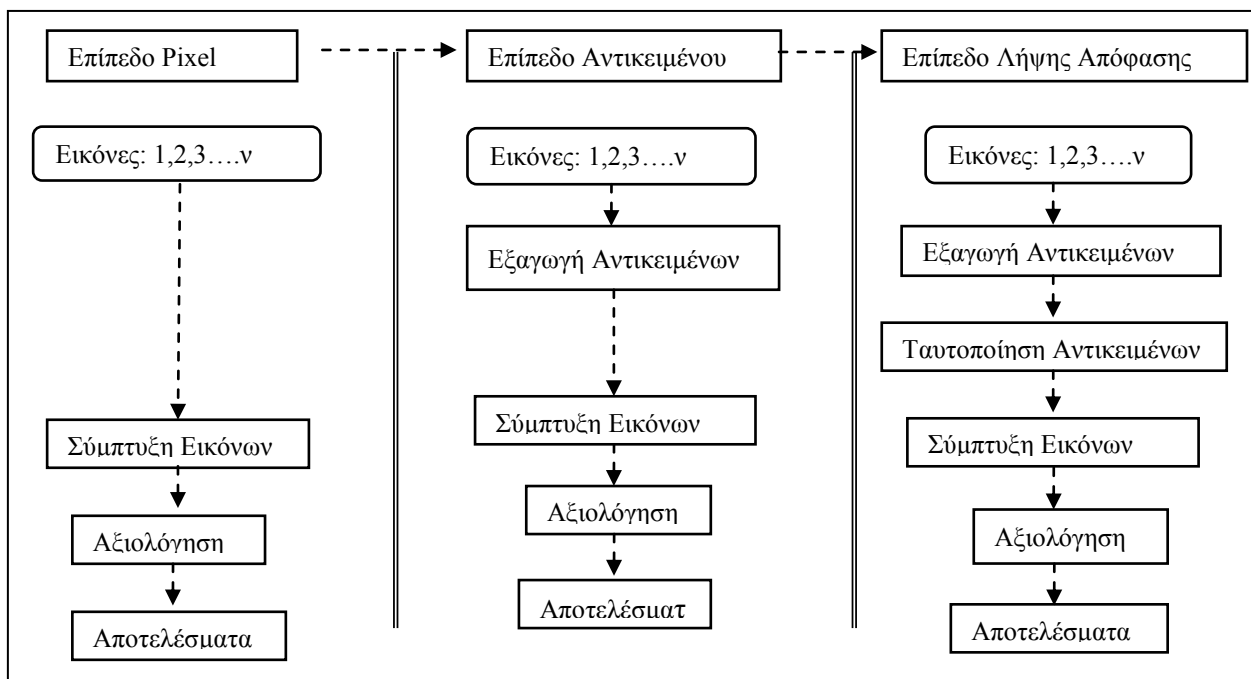 Επίπεδο Pixel
Επίπεδο Αντικειμένου
Επίπεδο Λήψης Απόφασης
Εικόνες: 1,2,3….ν
Σύμπτυξη Εικόνων
Αξιολόγηση
Αποτελέσματα
Εικόνες: 1,2,3….ν
Εξαγωγή Αντικειμένων
Σύμπτυξη Εικόνων
Αξιολόγηση
Αποτελέσματ
Εικόνες: 1,2,3….ν
Εξαγωγή Αντικειμένων
Ταυτοποίηση Αντικειμένων
Σύμπτυξη Εικόνων
Αξιολόγηση
Αποτελέσματα